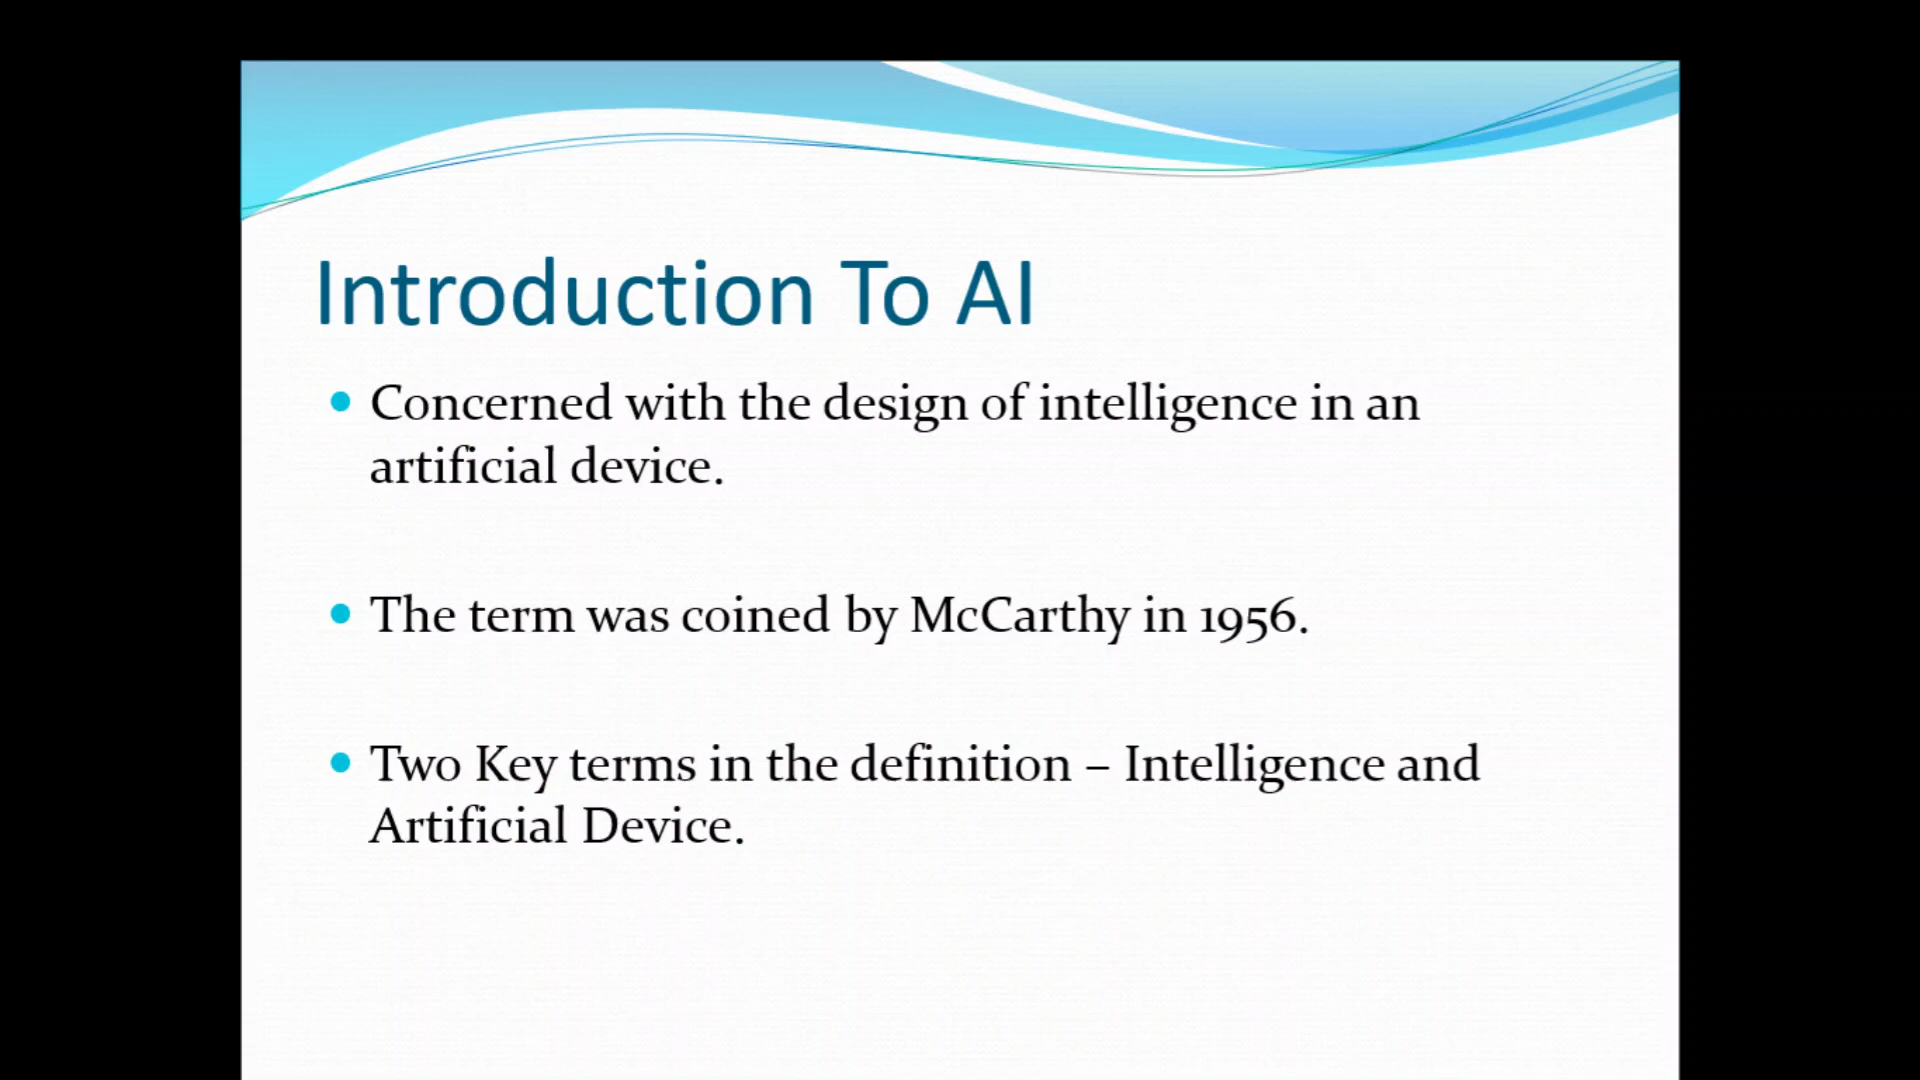 Introduction To AI
• Concerned with the design of intelligence in an
artificial device.
• The term was coined by McCarthy in 1956.
• Two Key terms in the definition – Intelligence and
Artificial Device.